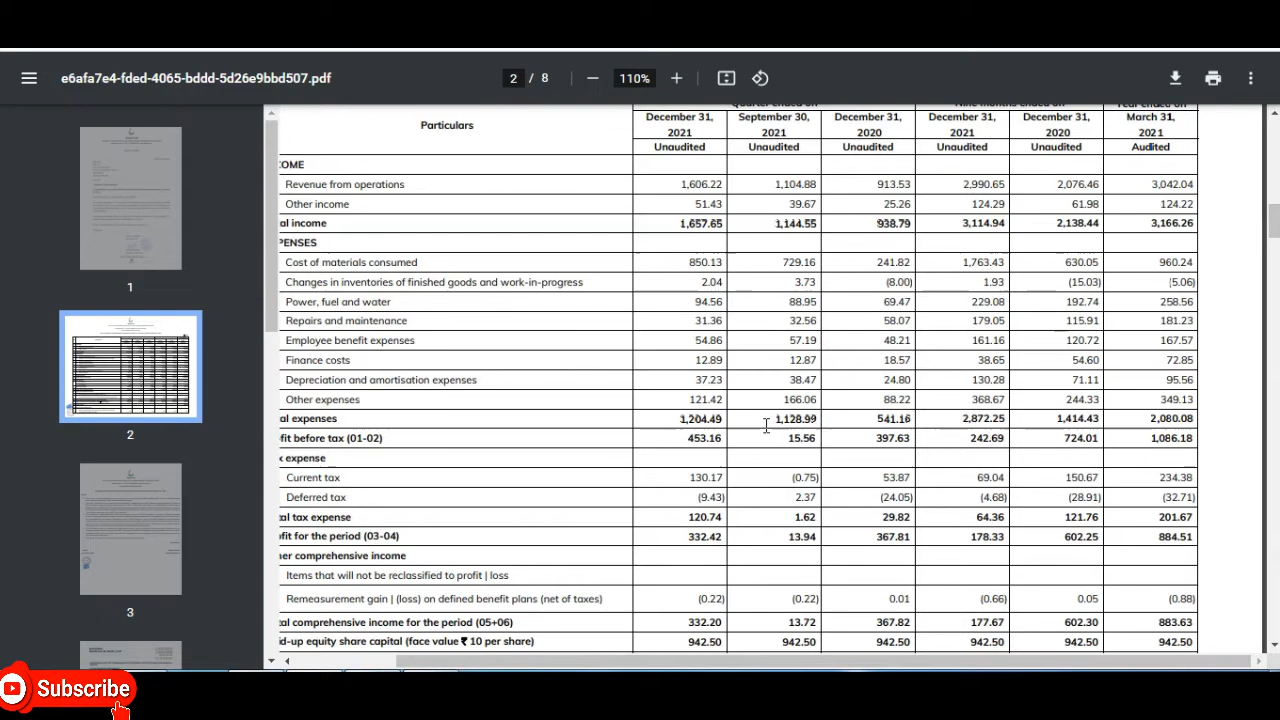 e6afa7e4-fded-4065-bddd-5d26e9bbd507.pdf 2 / 8 110%
Quarter ended on Nine months ended on Year ended on
Particulars December 31, 2021 September 30, 2021 December 31, 2020 December 31, 2021 December 31, 2020 March 31, 2021
Unaudited Unaudited Unaudited Unaudited Unaudited Audited
COME
Revenue from operations 1,606.22 1,104.88 913.53 2,990.65 2,076.46 3,042.04
Other income 51.43 39.67 25.26 124.29 61.98 124.22
al income 1,657.65 1,144.55 938.79 3,114.94 2,138.44 3,166.26
PENSES
Cost of materials consumed 850.13 729.16 241.82 1,763.43 630.05 960.24
Changes in inventories of finished goods and work-in-progress 2.04 3.73 (8.00) 1.93 (15.03) (5.06)
Power, fuel and water 94.56 88.95 69.47 229.08 192.74 258.56
Repairs and maintenance 31.36 32.56 58.07 179.05 115.91 181.23
Employee benefit expenses 54.86 57.19 48.21 161.16 120.72 167.57
Finance costs 12.89 12.87 18.57 38.65 54.60 72.85
Depreciation and amortisation expenses 37.23 38.47 24.80 130.28 71.11 95.56
Other expenses 121.42 166.06 88.22 368.67 244.33 349.13
al expenses 1,204.49 1,128.99 541.16 2,872.25 1,414.43 2,080.08
fit before tax (01-02) 453.16 15.56 397.63 242.69 724.01 1,086.18
x expense
Current tax 130.17 (0.75) 53.87 69.04 150.67 234.38
Deferred tax (9.43) 2.37 (24.05) (4.68) (28.91) (32.71)
al tax expense 120.74 1.62 29.82 64.36 121.76 201.67
fit for the period (03-04) 332.42 13.94 367.81 178.33 602.25 884.51
her comprehensive income
Items that will not be reclassified to profit | loss
Remeasurement gain | (loss) on defined benefit plans (net of taxes) (0.22) (0.22) 0.01 (0.66) 0.05 (0.88)
tal comprehensive income for the period (05+06) 332.20 13.72 367.82 177.67 602.30 883.63
id-up equity share capital (face value ₹ 10 per share) 942.50 942.50 942.50 942.50 942.50 942.50
1
2
3
Subscribe